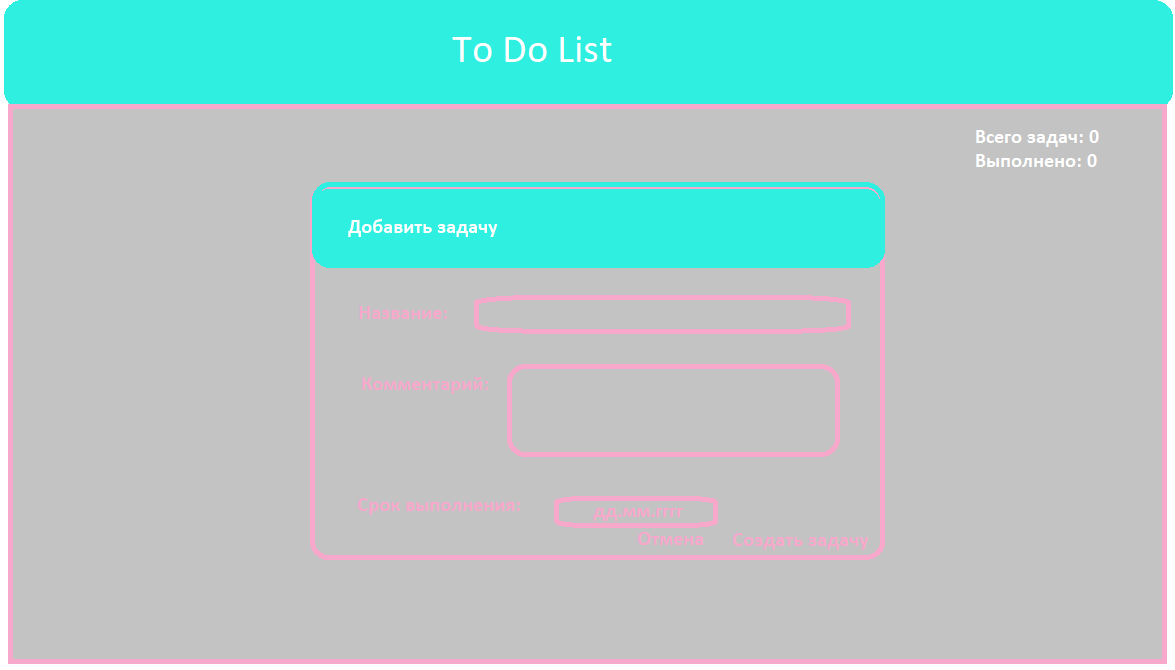 To Do List
Всего задач: 0
Выполнено: 0
Добавить задачу
Название:
Комментарий:
Срок выполнения:
ДД.ММ.ГГГГ
Отмена
Создать задачу